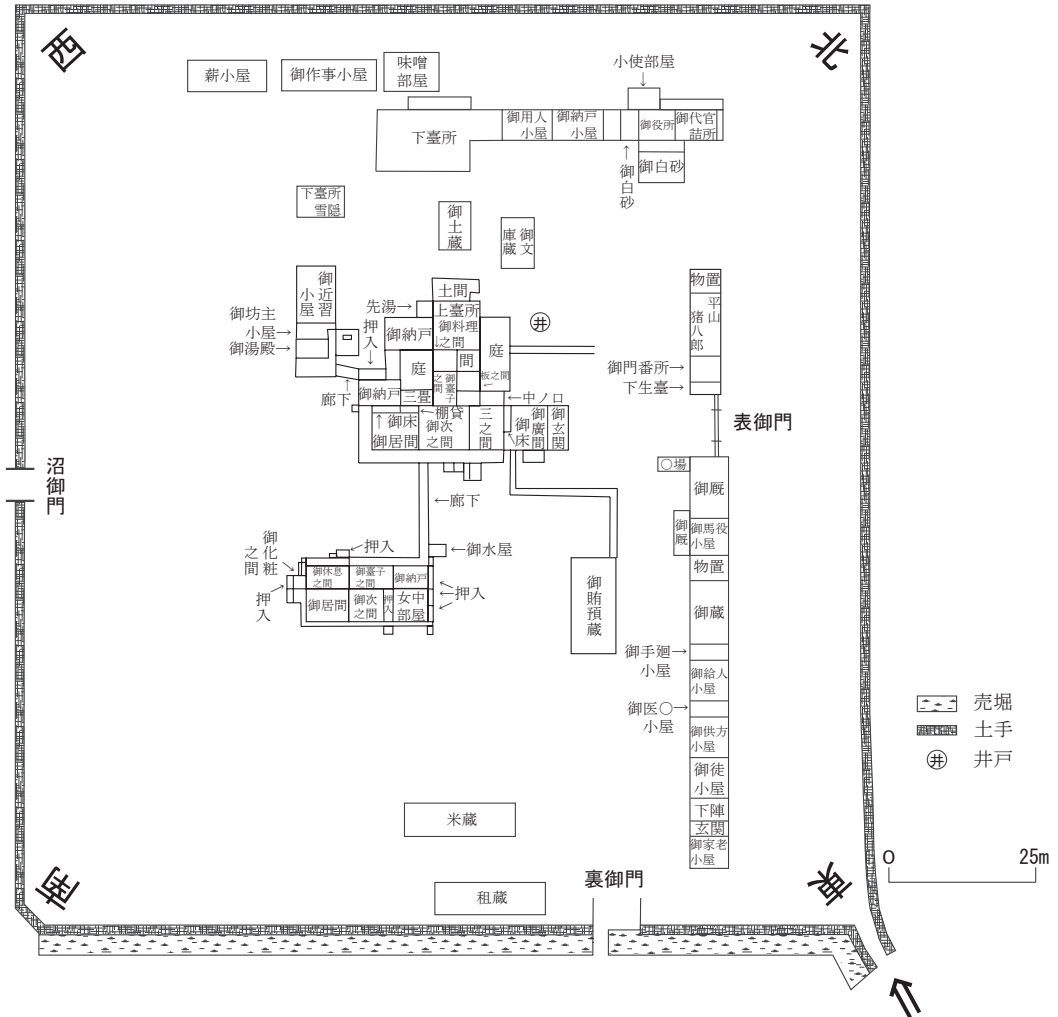 西
北
薪小屋
御作事小屋
味噌
部屋
小使部屋
↓
下臺所
御用人
小屋
御納戸
小屋
御役所
御代官
詰所
↑御白砂
御白砂
下臺所
雪隠
御土蔵
御文
庫蔵
御近習
小屋
御坊主
小屋→
御湯殿→
廊下
先湯→
押入
↓
土間
上臺所
御料理
↓之間
御納戸
庭
間
庭
板之間
←
御臺子
之間
井
御納戸
三畳
←棚貸
←中ノ口
↑御床
御居間
御次
之間
三之間
御床
御廣間
御玄関
物置
平山
猪八郎
御門番所→
下生臺→
表御門
沼御門
←廊下
○場
御厩
御厩
御馬役
小屋
物置
御蔵
御化粧
之間
←押入
←御水屋
御休息
之間
御臺子
之間
御納戸
押入
御居間
御次
之間
押入
女中
部屋
←押入
御賄預蔵
御手廻→
小屋
御給人
小屋
御医○→
小屋
御供方
小屋
御徒
小屋
下陣
玄関
御家老
小屋
売堀
土手
井 井戸
米蔵
租蔵
裏御門
南
東
0 25m